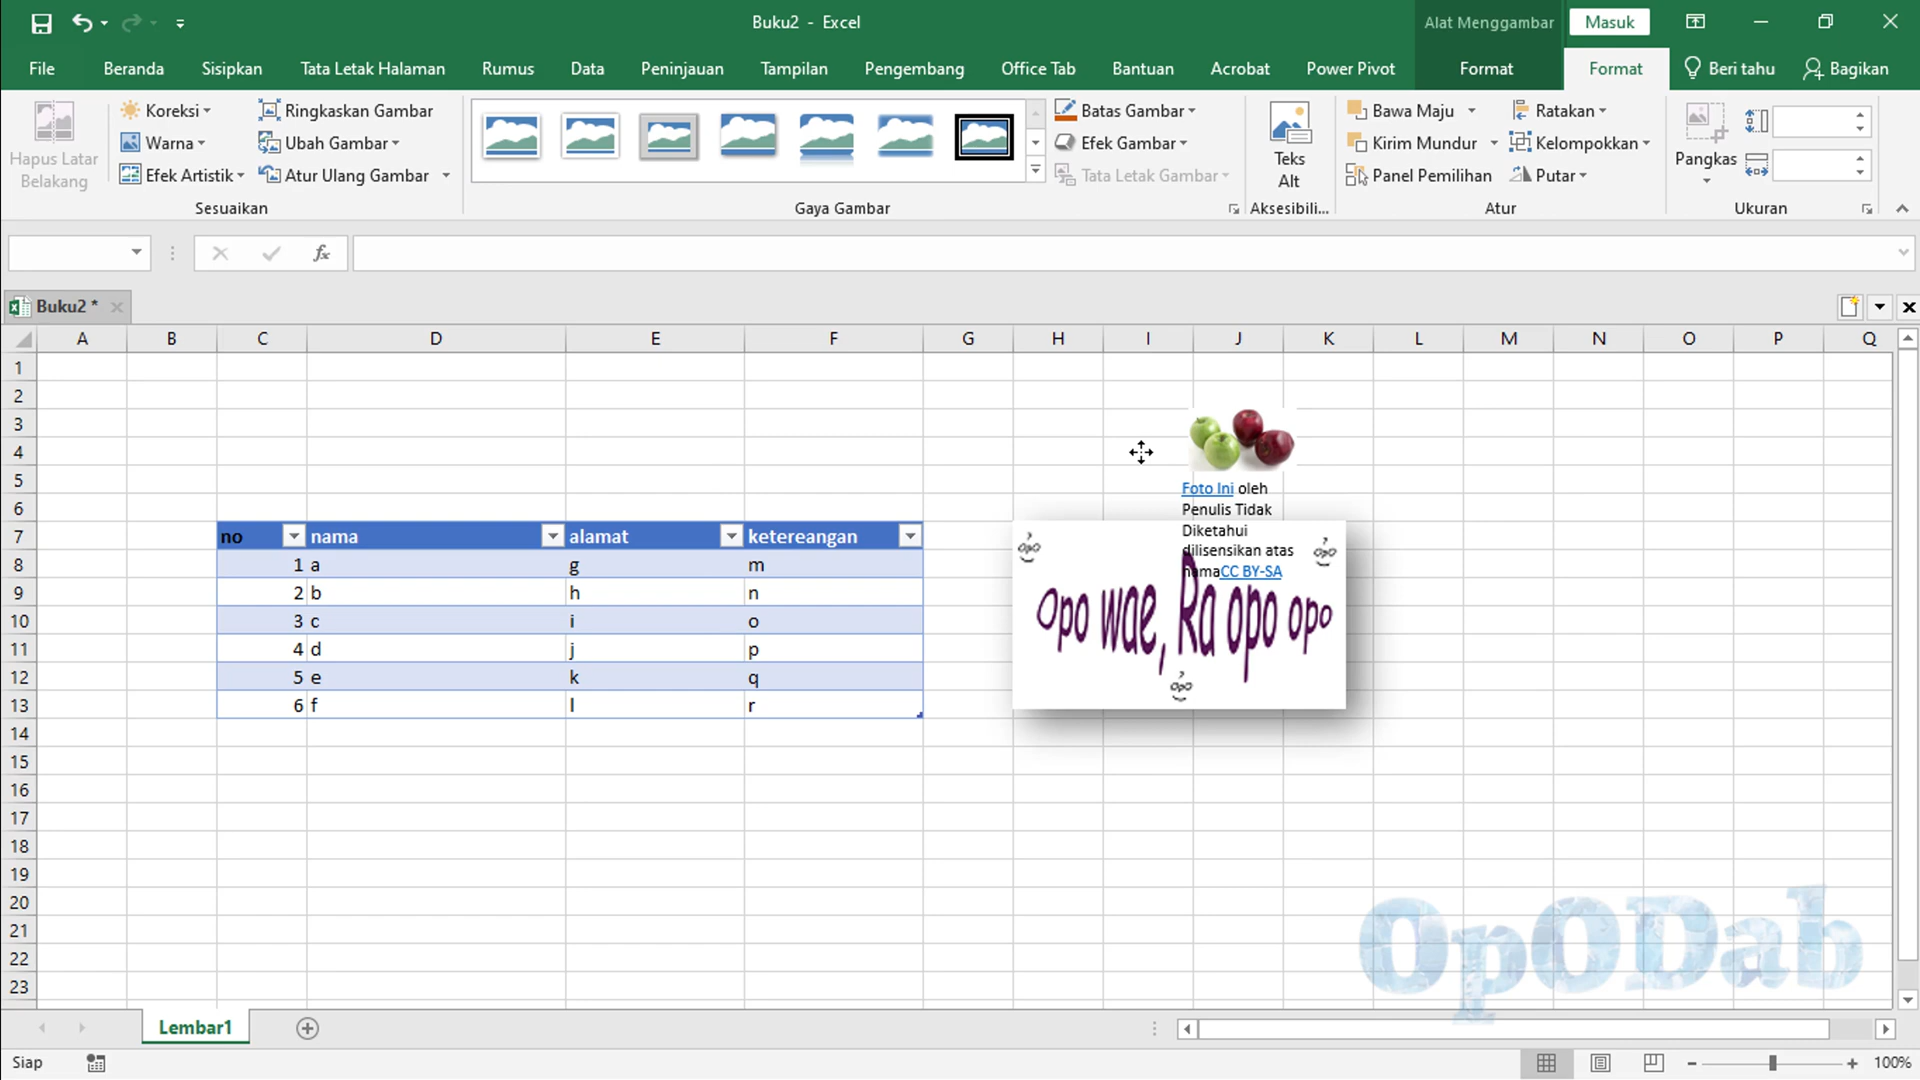 Buku2 - Excel
Alat Menggambar
Masuk
File Beranda Sisipkan Tata Letak Halaman Rumus Data Peninjauan Tampilan Pengembang Office Tab Bantuan Acrobat Power Pivot Format Format Beri tahu Bagikan
Hapus Latar
Belakang
Koreksi
Warna
Efek Artistik
Ringkaskan Gambar
Ubah Gambar
Atur Ulang Gambar
Sesuaikan
Gaya Gambar
Batas Gambar
Efek Gambar
Tata Letak Gambar
Teks
Alt
Aksesibili...
Bawa Maju
Kirim Mundur
Panel Pemilihan
Ratakan
Kelompokkan
Putar
Atur
Pangkas
Ukuran
fx
Buku2 *
A B C D E F G H I J K L M N O P Q
1
2
3
4
5
6
7 no nama alamat ketereangan
8 1 a g m
9 2 b h n
10 3 c i o
11 4 d j p
12 5 e k q
13 6 f l r
14
15
16
17
18
19
20
21
22
23
Foto Ini oleh
Penulis Tidak
Diketahui
dilisensikan atas
namaCC BY-SA
? opo
? opo
Opo wae, Ra opo opo
? opo
OpODab
Lembar1
Siap
100%